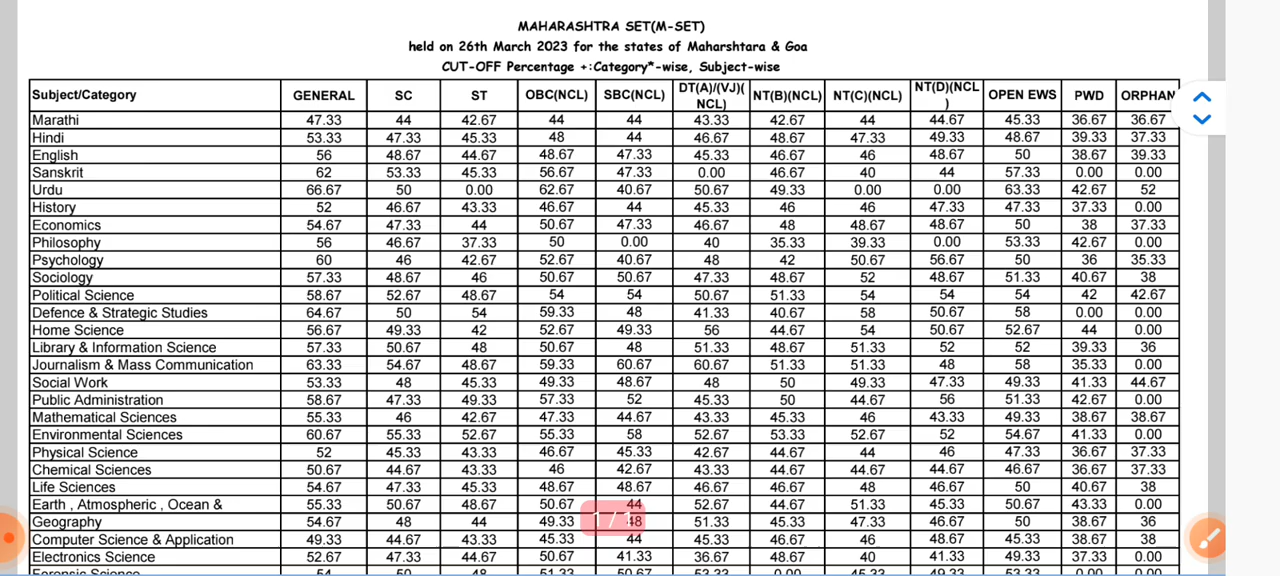 MAHARASHTRA SET(M-SET)
held on 26th March 2023 for the states of Maharshtara & Goa
CUT-OFF Percentage +:Category*-wise, Subject-wise
Subject/Category GENERAL SC ST OBC(NCL) SBC(NCL) DT(A)/(VJ)(NCL) NT(B)(NCL) NT(C)(NCL) NT(D)(NCL) OPEN EWS PWD ORPHAN
Marathi 47.33 44 42.67 44 44 43.33 42.67 44 44.67 45.33 36.67 36.67
Hindi 53.33 47.33 45.33 48 44 46.67 48.67 47.33 49.33 48.67 39.33 37.33
English 56 48.67 44.67 48.67 47.33 45.33 46.67 46 48.67 50 38.67 39.33
Sanskrit 62 53.33 45.33 56.67 47.33 0.00 46.67 40 44 57.33 0.00 0.00
Urdu 66.67 50 0.00 62.67 40.67 50.67 49.33 0.00 0.00 63.33 42.67 52
History 52 46.67 43.33 46.67 44 45.33 46 46 47.33 47.33 37.33 0.00
Economics 54.67 47.33 44 50.67 47.33 46.67 48 48.67 48.67 50 38 37.33
Philosophy 56 46.67 37.33 50 0.00 40 35.33 39.33 0.00 53.33 42.67 0.00
Psychology 60 46 42.67 52.67 40.67 48 42 50.67 56.67 50 36 35.33
Sociology 57.33 48.67 46 50.67 50.67 47.33 48.67 52 48.67 51.33 40.67 38
Political Science 58.67 52.67 48.67 54 54 50.67 51.33 54 54 54 42 42.67
Defence & Strategic Studies 64.67 50 54 59.33 48 41.33 40.67 58 50.67 58 0.00 0.00
Home Science 56.67 49.33 42 52.67 49.33 56 44.67 54 50.67 52.67 44 0.00
Library & Information Science 57.33 50.67 48 50.67 48 51.33 48.67 51.33 52 52 39.33 36
Journalism & Mass Communication 63.33 54.67 48.67 59.33 60.67 60.67 51.33 51.33 48 58 35.33 0.00
Social Work 53.33 48 45.33 49.33 48.67 48 50 49.33 47.33 49.33 41.33 44.67
Public Administration 58.67 47.33 49.33 57.33 52 45.33 50 44.67 56 51.33 42.67 0.00
Mathematical Sciences 55.33 46 42.67 47.33 44.67 43.33 45.33 46 43.33 49.33 38.67 38.67
Environmental Sciences 60.67 55.33 52.67 55.33 58 52.67 53.33 52.67 52 54.67 41.33 0.00
Physical Science 52 45.33 43.33 46.67 45.33 42.67 44.67 44 46 47.33 36.67 37.33
Chemical Sciences 50.67 44.67 43.33 46 42.67 43.33 44.67 44.67 44.67 46.67 36.67 37.33
Life Sciences 54.67 47.33 45.33 48.67 48.67 46.67 46.67 48 46.67 50 40.67 38
Earth , Atmospheric , Ocean & 55.33 50.67 48.67 50.67 44 52.67 44.67 51.33 45.33 50.67 43.33 0.00
Geography 54.67 48 44 49.33 48 51.33 45.33 47.33 46.67 50 38.67 36
1 / 1
Computer Science & Application 49.33 44.67 43.33 45.33 44 45.33 46.67 46 48.67 45.33 38.67 38
Electronics Science 52.67 47.33 44.67 50.67 41.33 36.67 48.67 40 41.33 49.33 37.33 0.00
Forensic Science 54 50 48 51.33 50.67 53.33 0.00 45.33 49.33 53.33 0.00 0.00